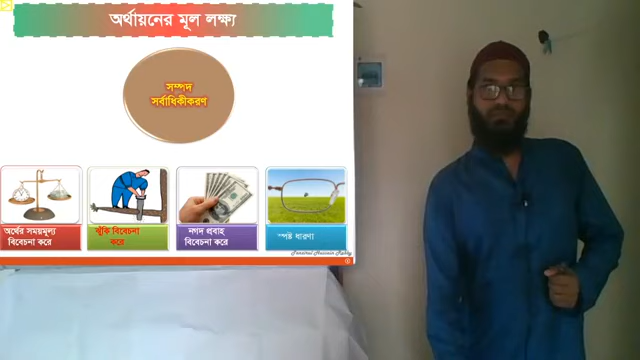 অর্থায়নের মূল লক্ষ্য
সম্পদ
সর্বাধিকীকরণ
অর্থের সময়মূল্য
বিবেচনা করে
ঝুঁকি বিবেচনা
করে
নগদ প্রবাহ
বিবেচনা করে
স্পষ্ট ধারণা